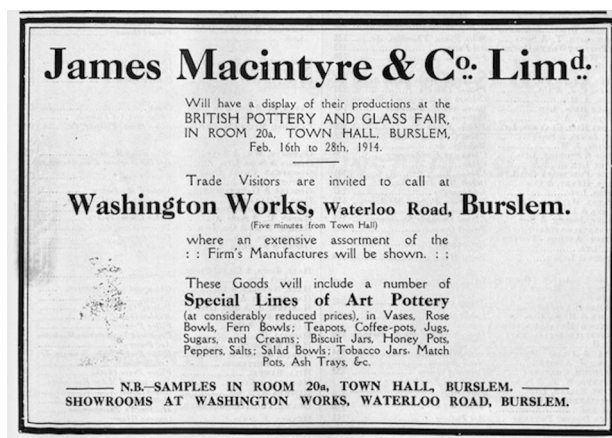 James Macintyre & Co. Limd.
Will have a display of their productions at the
BRITISH POTTERY AND GLASS FAIR,
IN ROOM 20a, TOWN HALL, BURSLEM,
Feb. 16th to 28th, 1914.
Trade Visitors are invited to call at
Washington Works, Waterloo Road, Burslem.
(Five minutes from Town Hall)
where an extensive assortment of the
: : Firm's Manufactures will be shown. : :
These Goods will include a number of
Special Lines of Art Pottery
(at considerably reduced prices), in Vases, Rose
Bowls, Fern Bowls; Teapots, Coffee-pots, Jugs,
Sugars, and Creams; Biscuit Jars, Honey Pots,
Peppers, Salts; Salad Bowls; Tobacco Jars. Match
Pots, Ash Trays, &c.
N.B.—SAMPLES IN ROOM 20a, TOWN HALL, BURSLEM.
SHOWROOMS AT WASHINGTON WORKS, WATERLOO ROAD, BURSLEM.